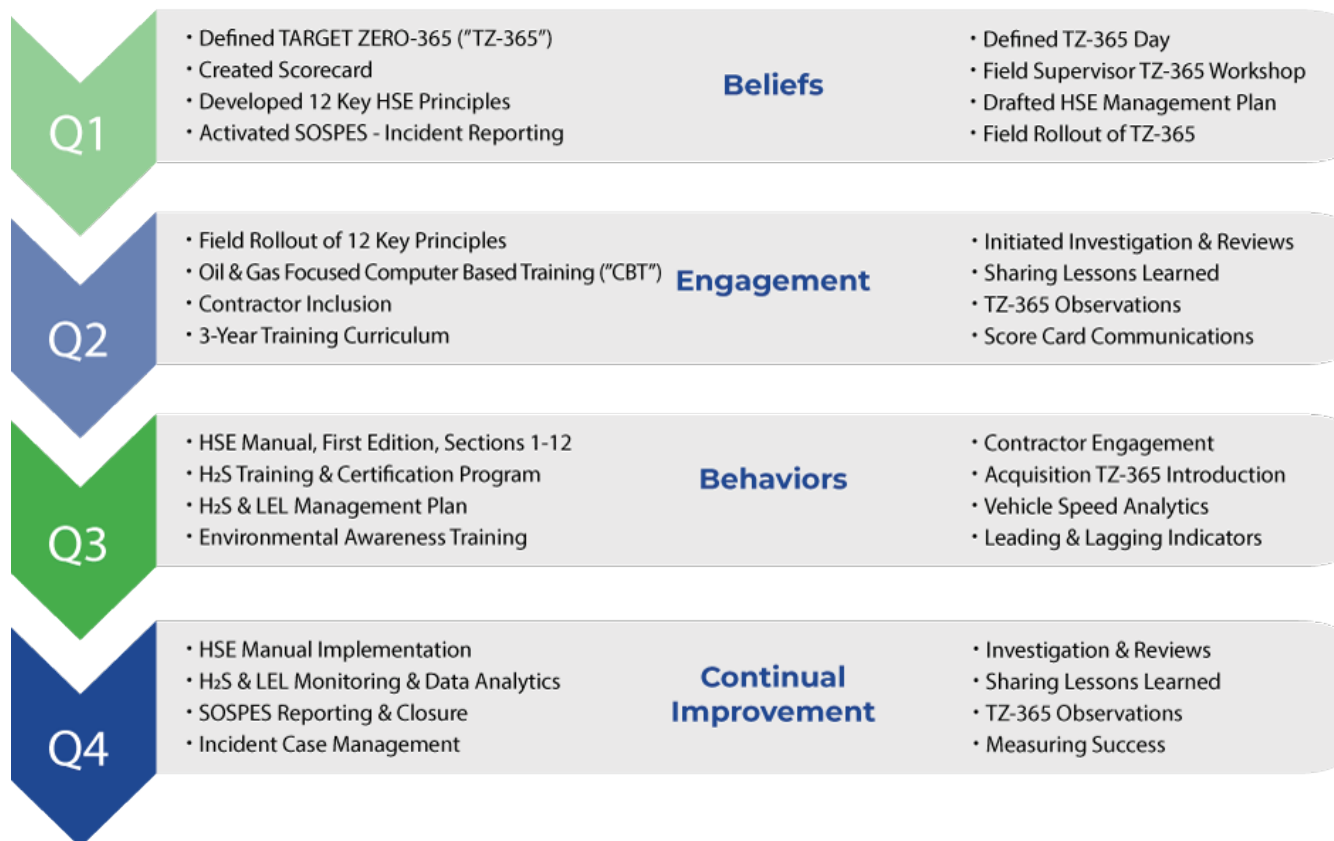 Q1
• Defined TARGET ZERO-365 ("TZ-365")
• Created Scorecard
• Developed 12 Key HSE Principles
• Activated SOSPES - Incident Reporting
Beliefs
• Defined TZ-365 Day
• Field Supervisor TZ-365 Workshop
• Drafted HSE Management Plan
• Field Rollout of TZ-365
Q2
• Field Rollout of 12 Key Principles
• Oil & Gas Focused Computer Based Training ("CBT")
• Contractor Inclusion
• 3-Year Training Curriculum
Engagement
• Initiated Investigation & Reviews
• Sharing Lessons Learned
• TZ-365 Observations
• Score Card Communications
Q3
• HSE Manual, First Edition, Sections 1-12
• H₂S Training & Certification Program
• H₂S & LEL Management Plan
• Environmental Awareness Training
Behaviors
• Contractor Engagement
• Acquisition TZ-365 Introduction
• Vehicle Speed Analytics
• Leading & Lagging Indicators
Q4
• HSE Manual Implementation
• H₂S & LEL Monitoring & Data Analytics
• SOSPES Reporting & Closure
• Incident Case Management
Continual
Improvement
• Investigation & Reviews
• Sharing Lessons Learned
• TZ-365 Observations
• Measuring Success